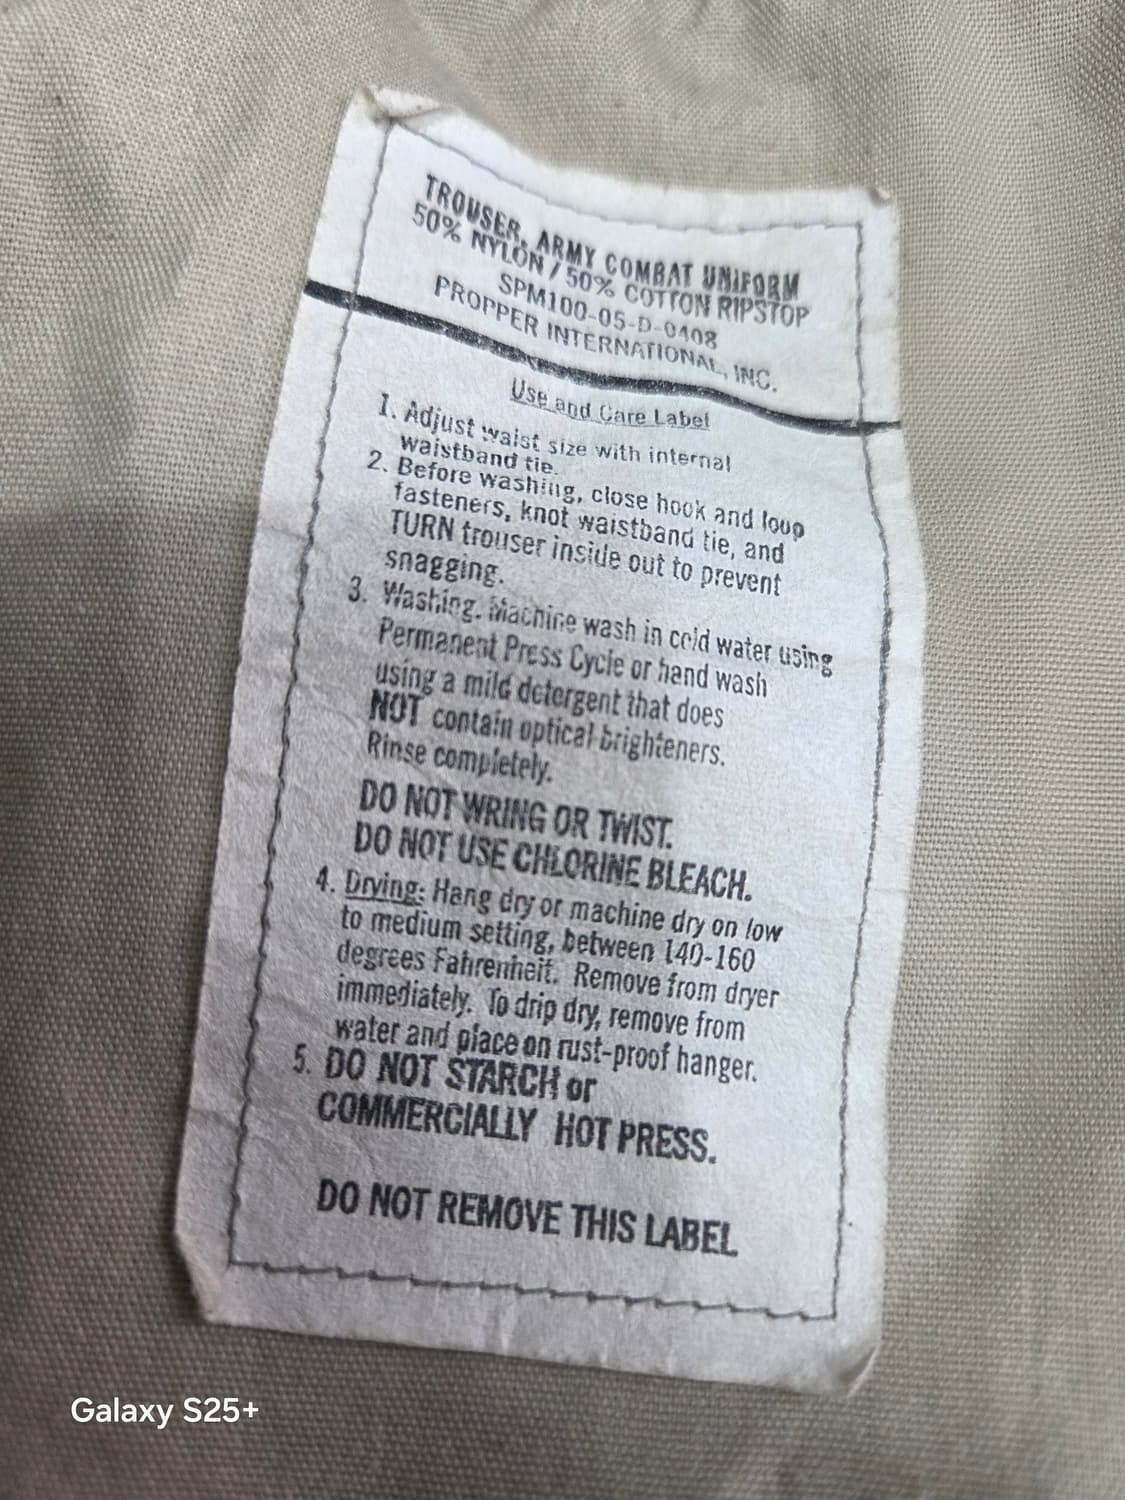 TROUSER, ARMY COMBAT UNIFORM
50% NYLON / 50% COTTON RIPSTOP
SPM100-05-D-0408
PROPPER INTERNATIONAL, INC.
Use and Care Label
1. Adjust waist size with internal
waistband tie.
2. Before washing, close hook and loop
fasteners, knot waistband tie, and
TURN trouser inside out to prevent
snagging.
3. Washing. Machine wash in cold water using
Permanent Press Cycle or hand wash
using a mild detergent that does
NOT contain optical brighteners.
Rinse completely.
DO NOT WRING OR TWIST.
DO NOT USE CHLORINE BLEACH.
4. Drying: Hang dry or machine dry on low
to medium setting, between 140-160
degrees Fahrenheit. Remove from dryer
immediately. To drip dry, remove from
water and place on rust-proof hanger.
5. DO NOT STARCH or
COMMERCIALLY HOT PRESS.
DO NOT REMOVE THIS LABEL
Galaxy S25+